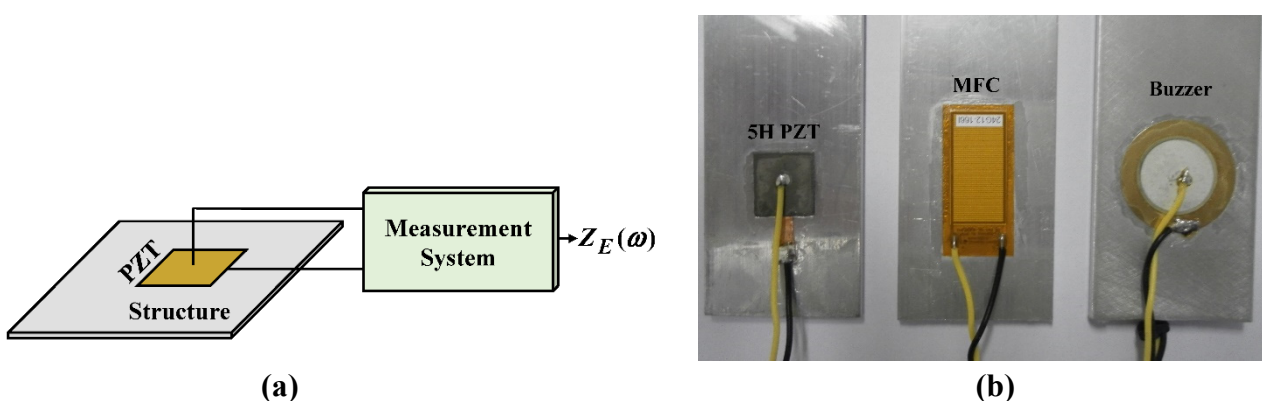 PZT
Structure
Measurement
System
Z_E(ω)
(a)
5H PZT
MFC
Buzzer
(b)